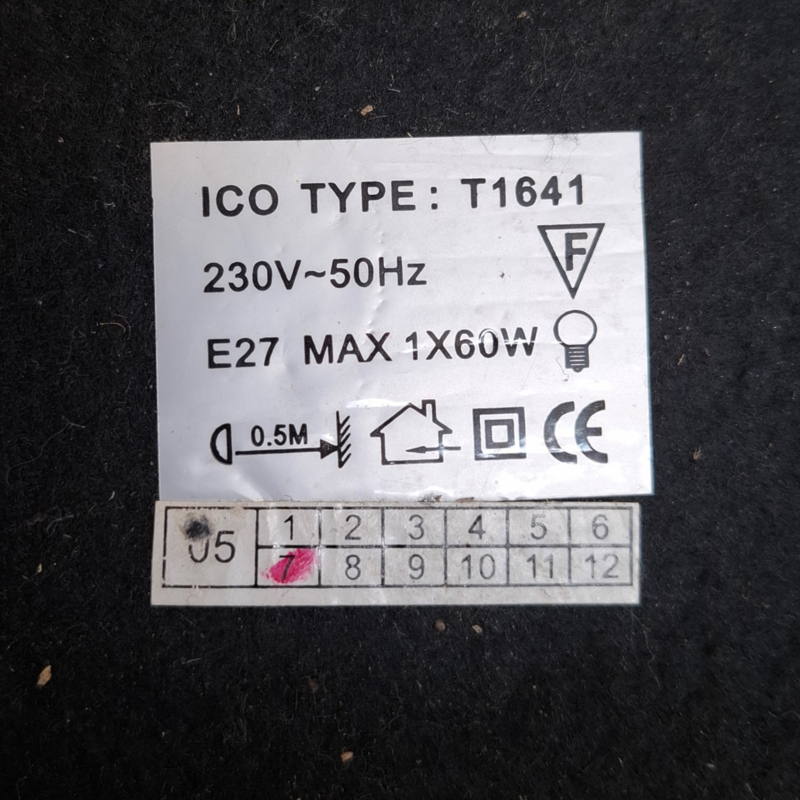 ICO TYPE : T1641
230V~50Hz
F
E27 MAX 1X60W
0.5M CE
05 1 2 3 4 5 6
7 8 9 10 11 12